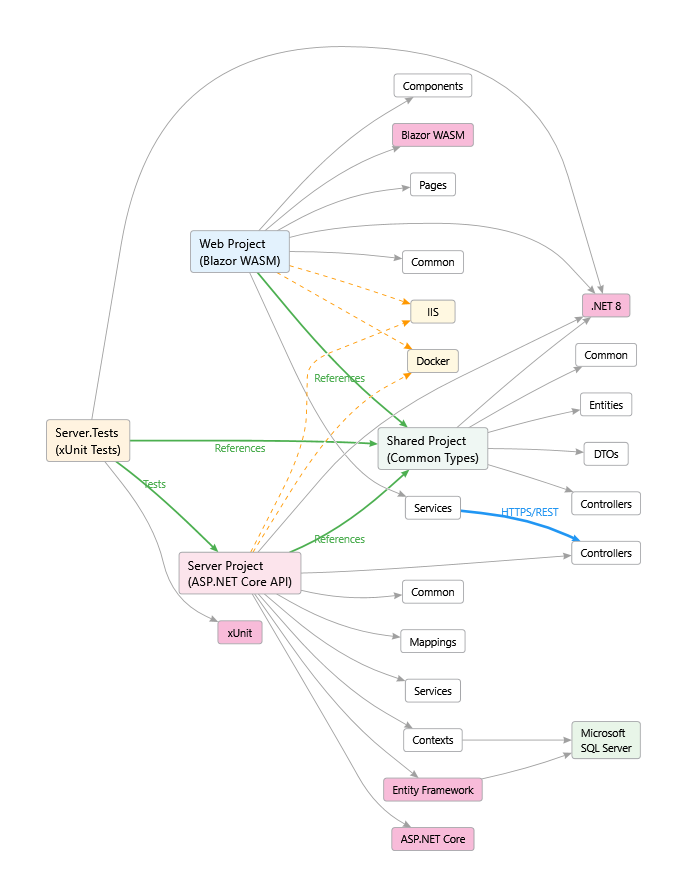 Components
Blazor WASM
Pages
Web Project
(Blazor WASM)
Common
.NET 8
IIS
Common
Docker
References
Entities
Server.Tests
(xUnit Tests)
References
Shared Project
(Common Types)
DTOs
Tests
Controllers
Services
HTTPS/REST
References
Controllers
Server Project
(ASP.NET Core API)
Common
xUnit
Mappings
Services
Contexts
Microsoft
SQL Server
Entity Framework
ASP.NET Core